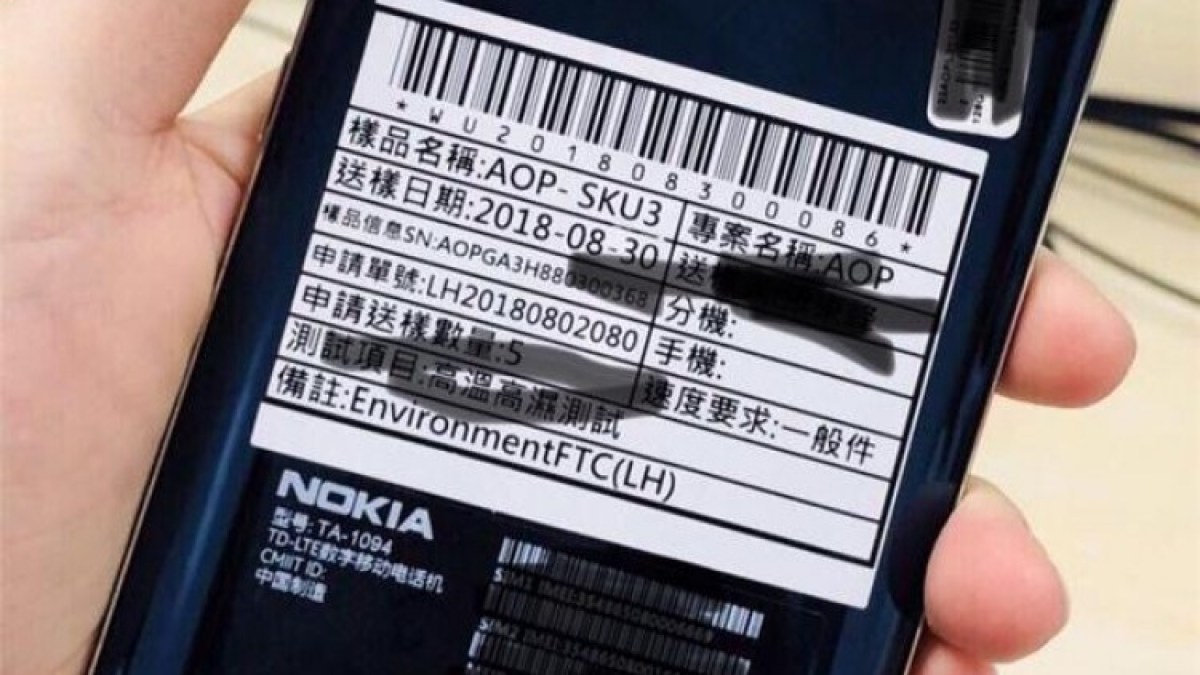 *WU20180830 0086*
樣品名稱:AOP- SKU3
專案名稱:AOP
送樣日期:2018-08-30
送
樣品信息SN:AOPGA3H880300368
分機:
申請單號:LH20180802080
手機:
申請送樣數量:5
速度要求:一般件
測試項目:高溫高濕測試
備註:EnvironmentFTC(LH)
NOKIA
型号: TA-1094
TD-LTE数字移动电话机
CMIIT ID:
中国制造